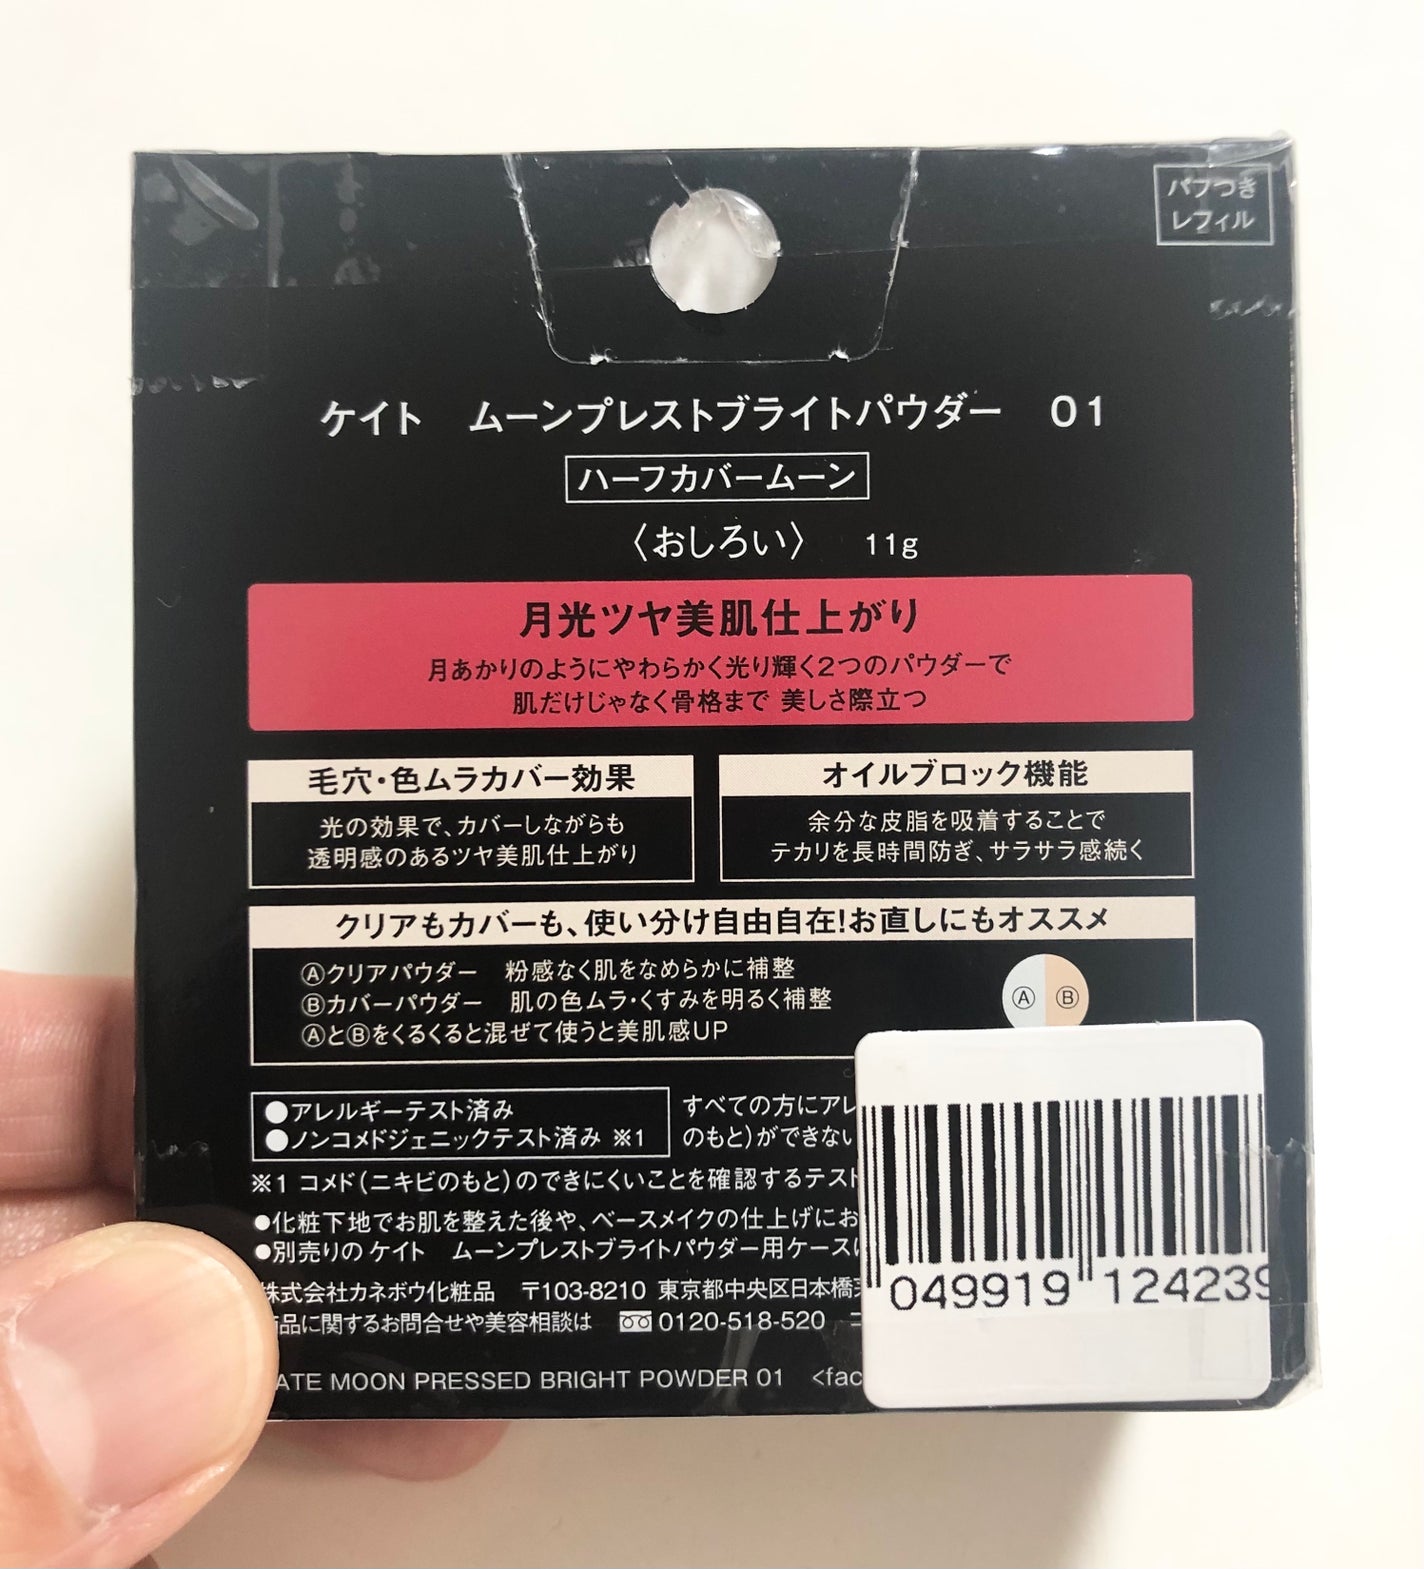 パフつき
レフィル
ケイト ムーンプレストブライトパウダー 01
ハーフカバームーン
〈おしろい〉 11g
月光ツヤ美肌仕上がり
月あかりのようにやわらかく光り輝く2つのパウダーで
肌だけじゃなく骨格まで 美しさ際立つ
毛穴・色ムラカバー効果
光の効果で、カバーしながらも
透明感のあるツヤ美肌仕上がり
オイルブロック機能
余分な皮脂を吸着することで
テカリを長時間防ぎ、サラサラ感続く
クリアもカバーも、使い分け自由自在!お直しにもオススメ
Ⓐクリアパウダー 粉感なく肌をなめらかに補整
Ⓑカバーパウダー 肌の色ムラ・くすみを明るく補整
ⒶとⒷをくるくると混ぜて使うと美肌感UP
Ⓐ Ⓑ
●アレルギーテスト済み
●ノンコメドジェニックテスト済み ※1
すべての方にアレ
のもと)ができない
※1 コメド(ニキビのもと)のできにくいことを確認するテスト
●化粧下地でお肌を整えた後や、ベースメイクの仕上げにお
●別売りの ケイト ムーンプレストブライトパウダー用ケースに
株式会社カネボウ化粧品 〒103-8210 東京都中央区日本橋
品に関するお問合せや美容相談は 0120-518-520
ATE MOON PRESSED BRIGHT POWDER 01 <fac
049919 124239